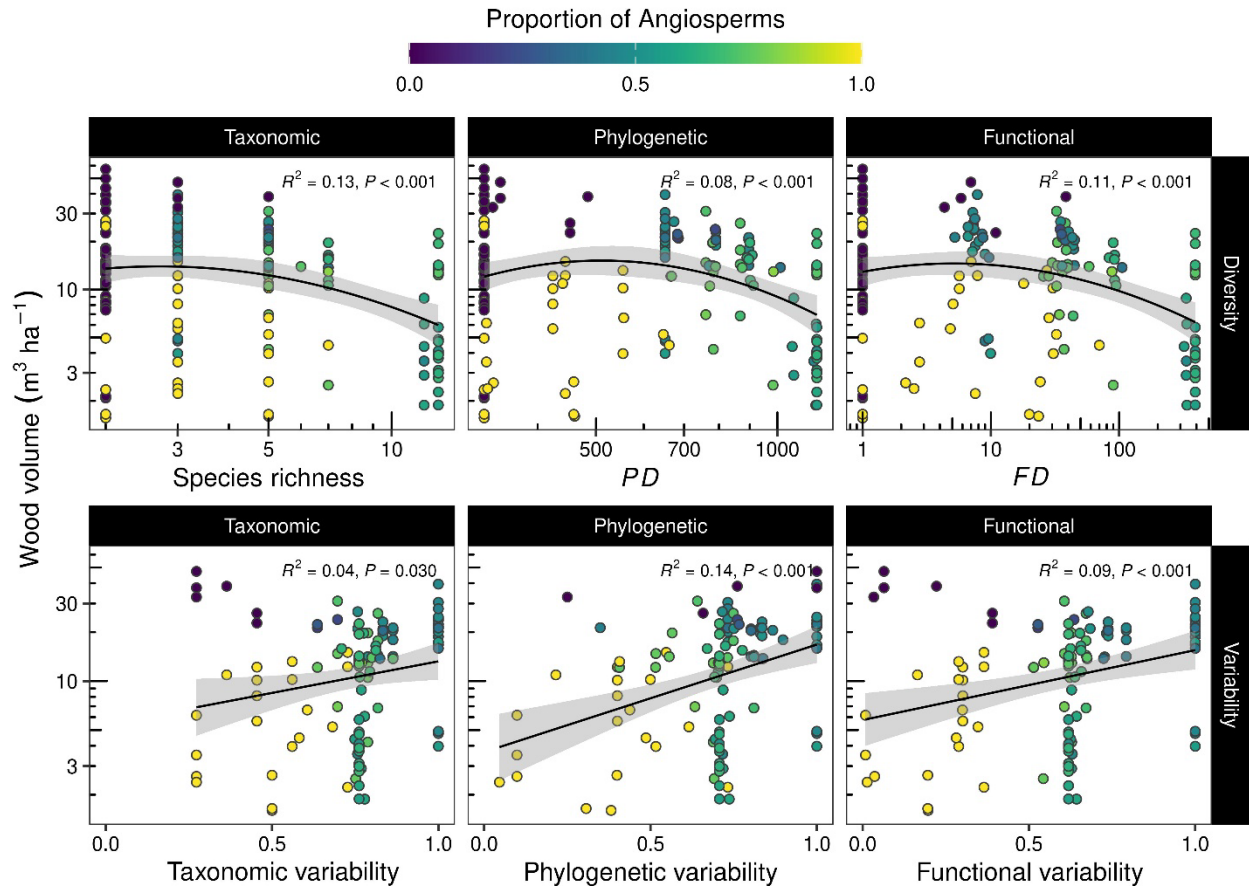 Proportion of Angiosperms
0.0 0.5 1.0
Taxonomic Phylogenetic Functional
R² = 0.13, P < 0.001 R² = 0.08, P < 0.001 R² = 0.11, P < 0.001
30
10
3
Diversity
3 5 10 500 700 1000 1 10 100
Species richness PD FD
Wood volume (m³ ha⁻¹)
Taxonomic Phylogenetic Functional
R² = 0.04, P = 0.030 R² = 0.14, P < 0.001 R² = 0.09, P < 0.001
30
10
3
Variability
0.0 0.5 1.0 0.0 0.5 1.0 0.0 0.5 1.0
Taxonomic variability Phylogenetic variability Functional variability